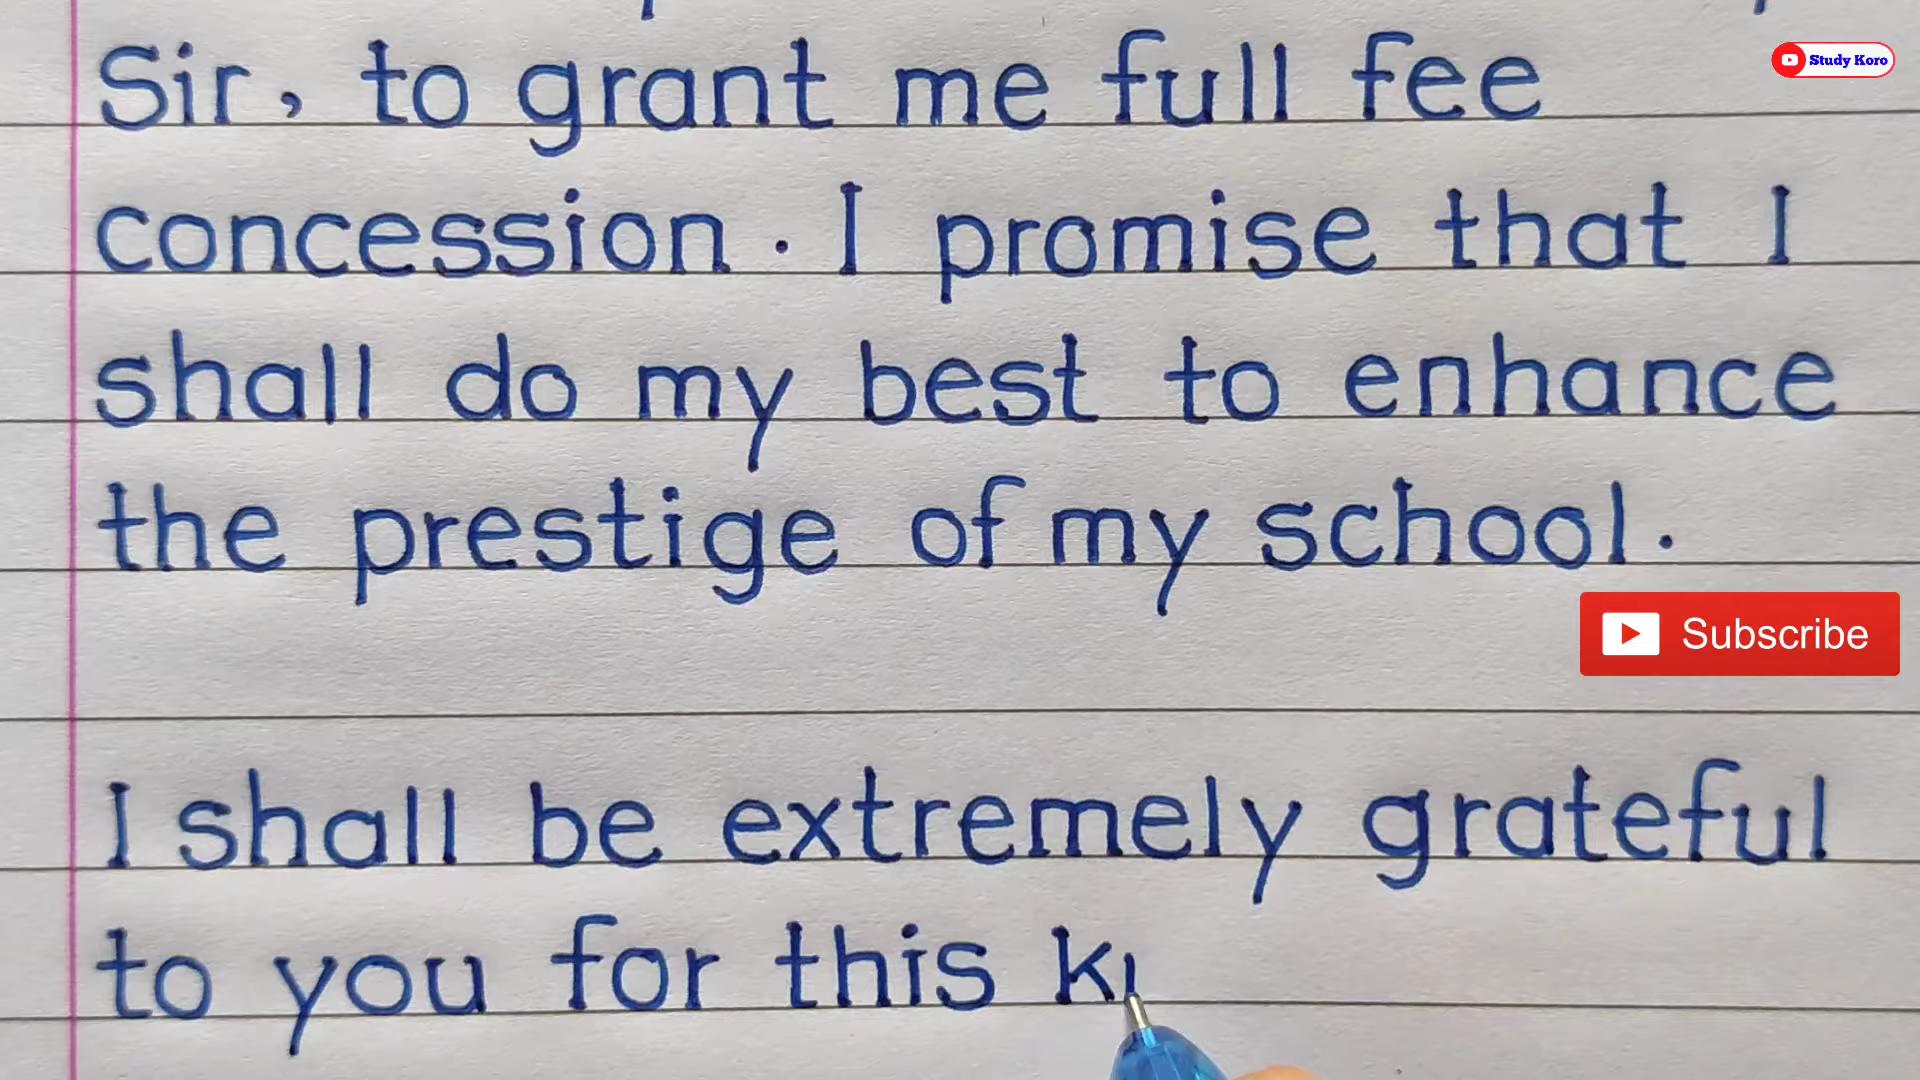 Sir, to grant me full fee
Study Koro
concession. I promise that I
shall do my best to enhance
the prestige of my school.
Subscribe
I shall be extremely grateful
to you for this